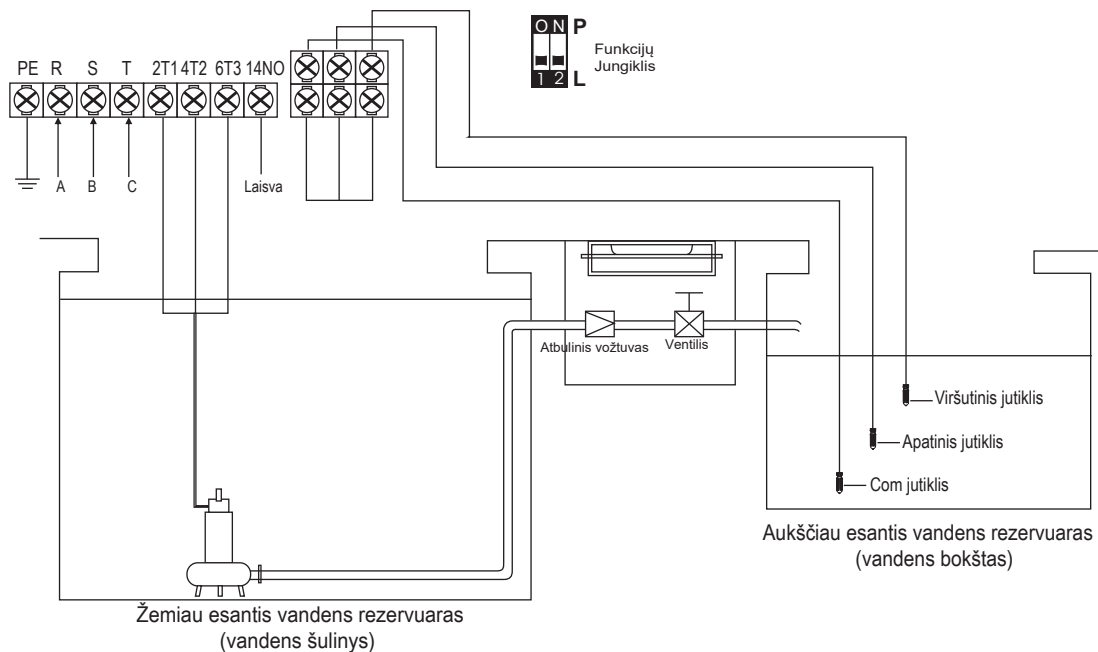 ON P
Funkcijų
Jungiklis
1 2 L
PE R S T 2T1 4T2 6T3 14NO
A B C Laisva
Atbulinis vožtuvas
Ventilis
Viršutinis jutiklis
Apatinis jutiklis
Com jutiklis
Aukščiau esantis vandens rezervuaras
(vandens bokštas)
Žemiau esantis vandens rezervuaras
(vandens šulinys)